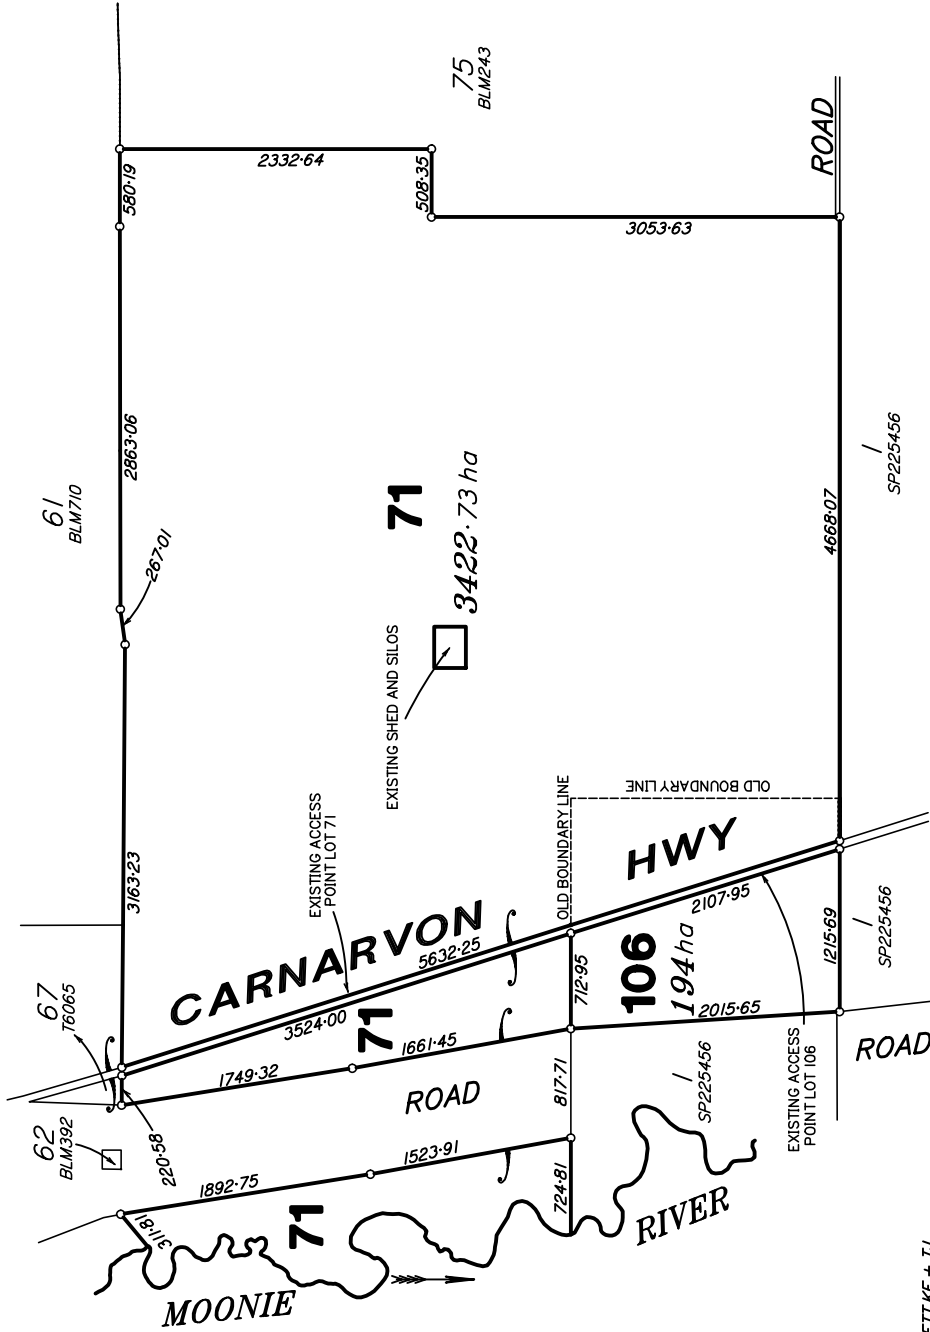 75
BLM243
ROAD
2332·64
580·19
508·35
3053·63
2863·06
61
BLM710
267·01
71
3422·73 ha
EXISTING SHED AND SILOS
1
SP225456
4668·07
OLD BOUNDARY LINE
OLD BOUNDARY LINE
EXISTING ACCESS
POINT LOT 71
3163·23
CARNARVON HWY
5632·25
3524·00
2107·95
67
T6065
71
712·95
106
194 ha
1215·69
1
SP225456
2015·65
1749·32
1661·45
ROAD
817·71
1
SP225456
EXISTING ACCESS
POINT LOT 106
ROAD
62
BLM392
220·58
1892·75
1523·91
724·81
311·81
71
MOONIE RIVER